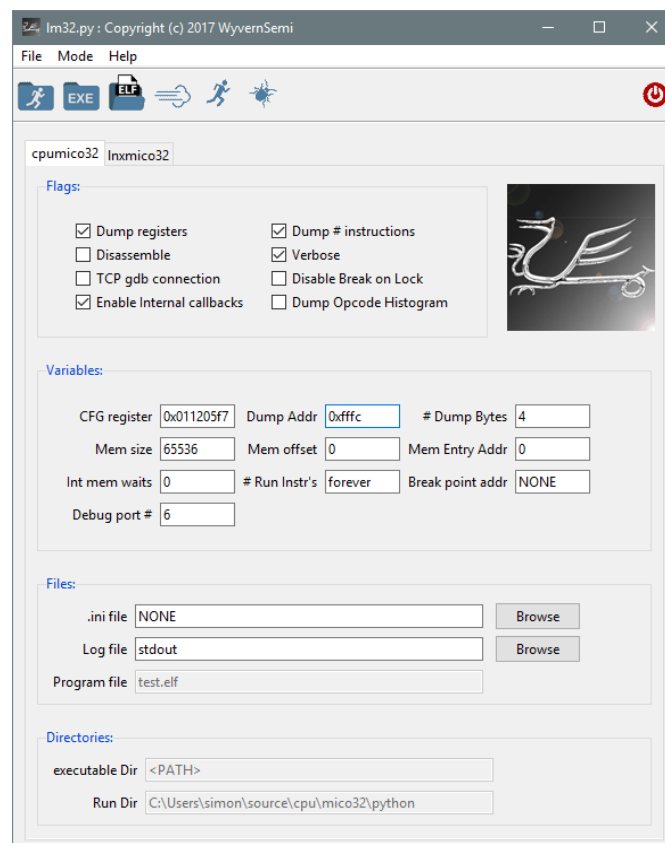 lm32.py : Copyright (c) 2017 WyvernSemi
File Mode Help
EXE ELF
cpumico32 lnxmico32
Flags:
Dump registers Dump # instructions
Disassemble Verbose
TCP gdb connection Disable Break on Lock
Enable Internal callbacks Dump Opcode Histogram
Variables:
CFG register 0x011205f7 Dump Addr 0xfffc # Dump Bytes 4
Mem size 65536 Mem offset 0 Mem Entry Addr 0
Int mem waits 0 # Run Instr's forever Break point addr NONE
Debug port # 6
Files:
.ini file NONE Browse
Log file stdout Browse
Program file test.elf
Directories:
executable Dir <PATH>
Run Dir C:\Users\simon\source\cpu\mico32\python